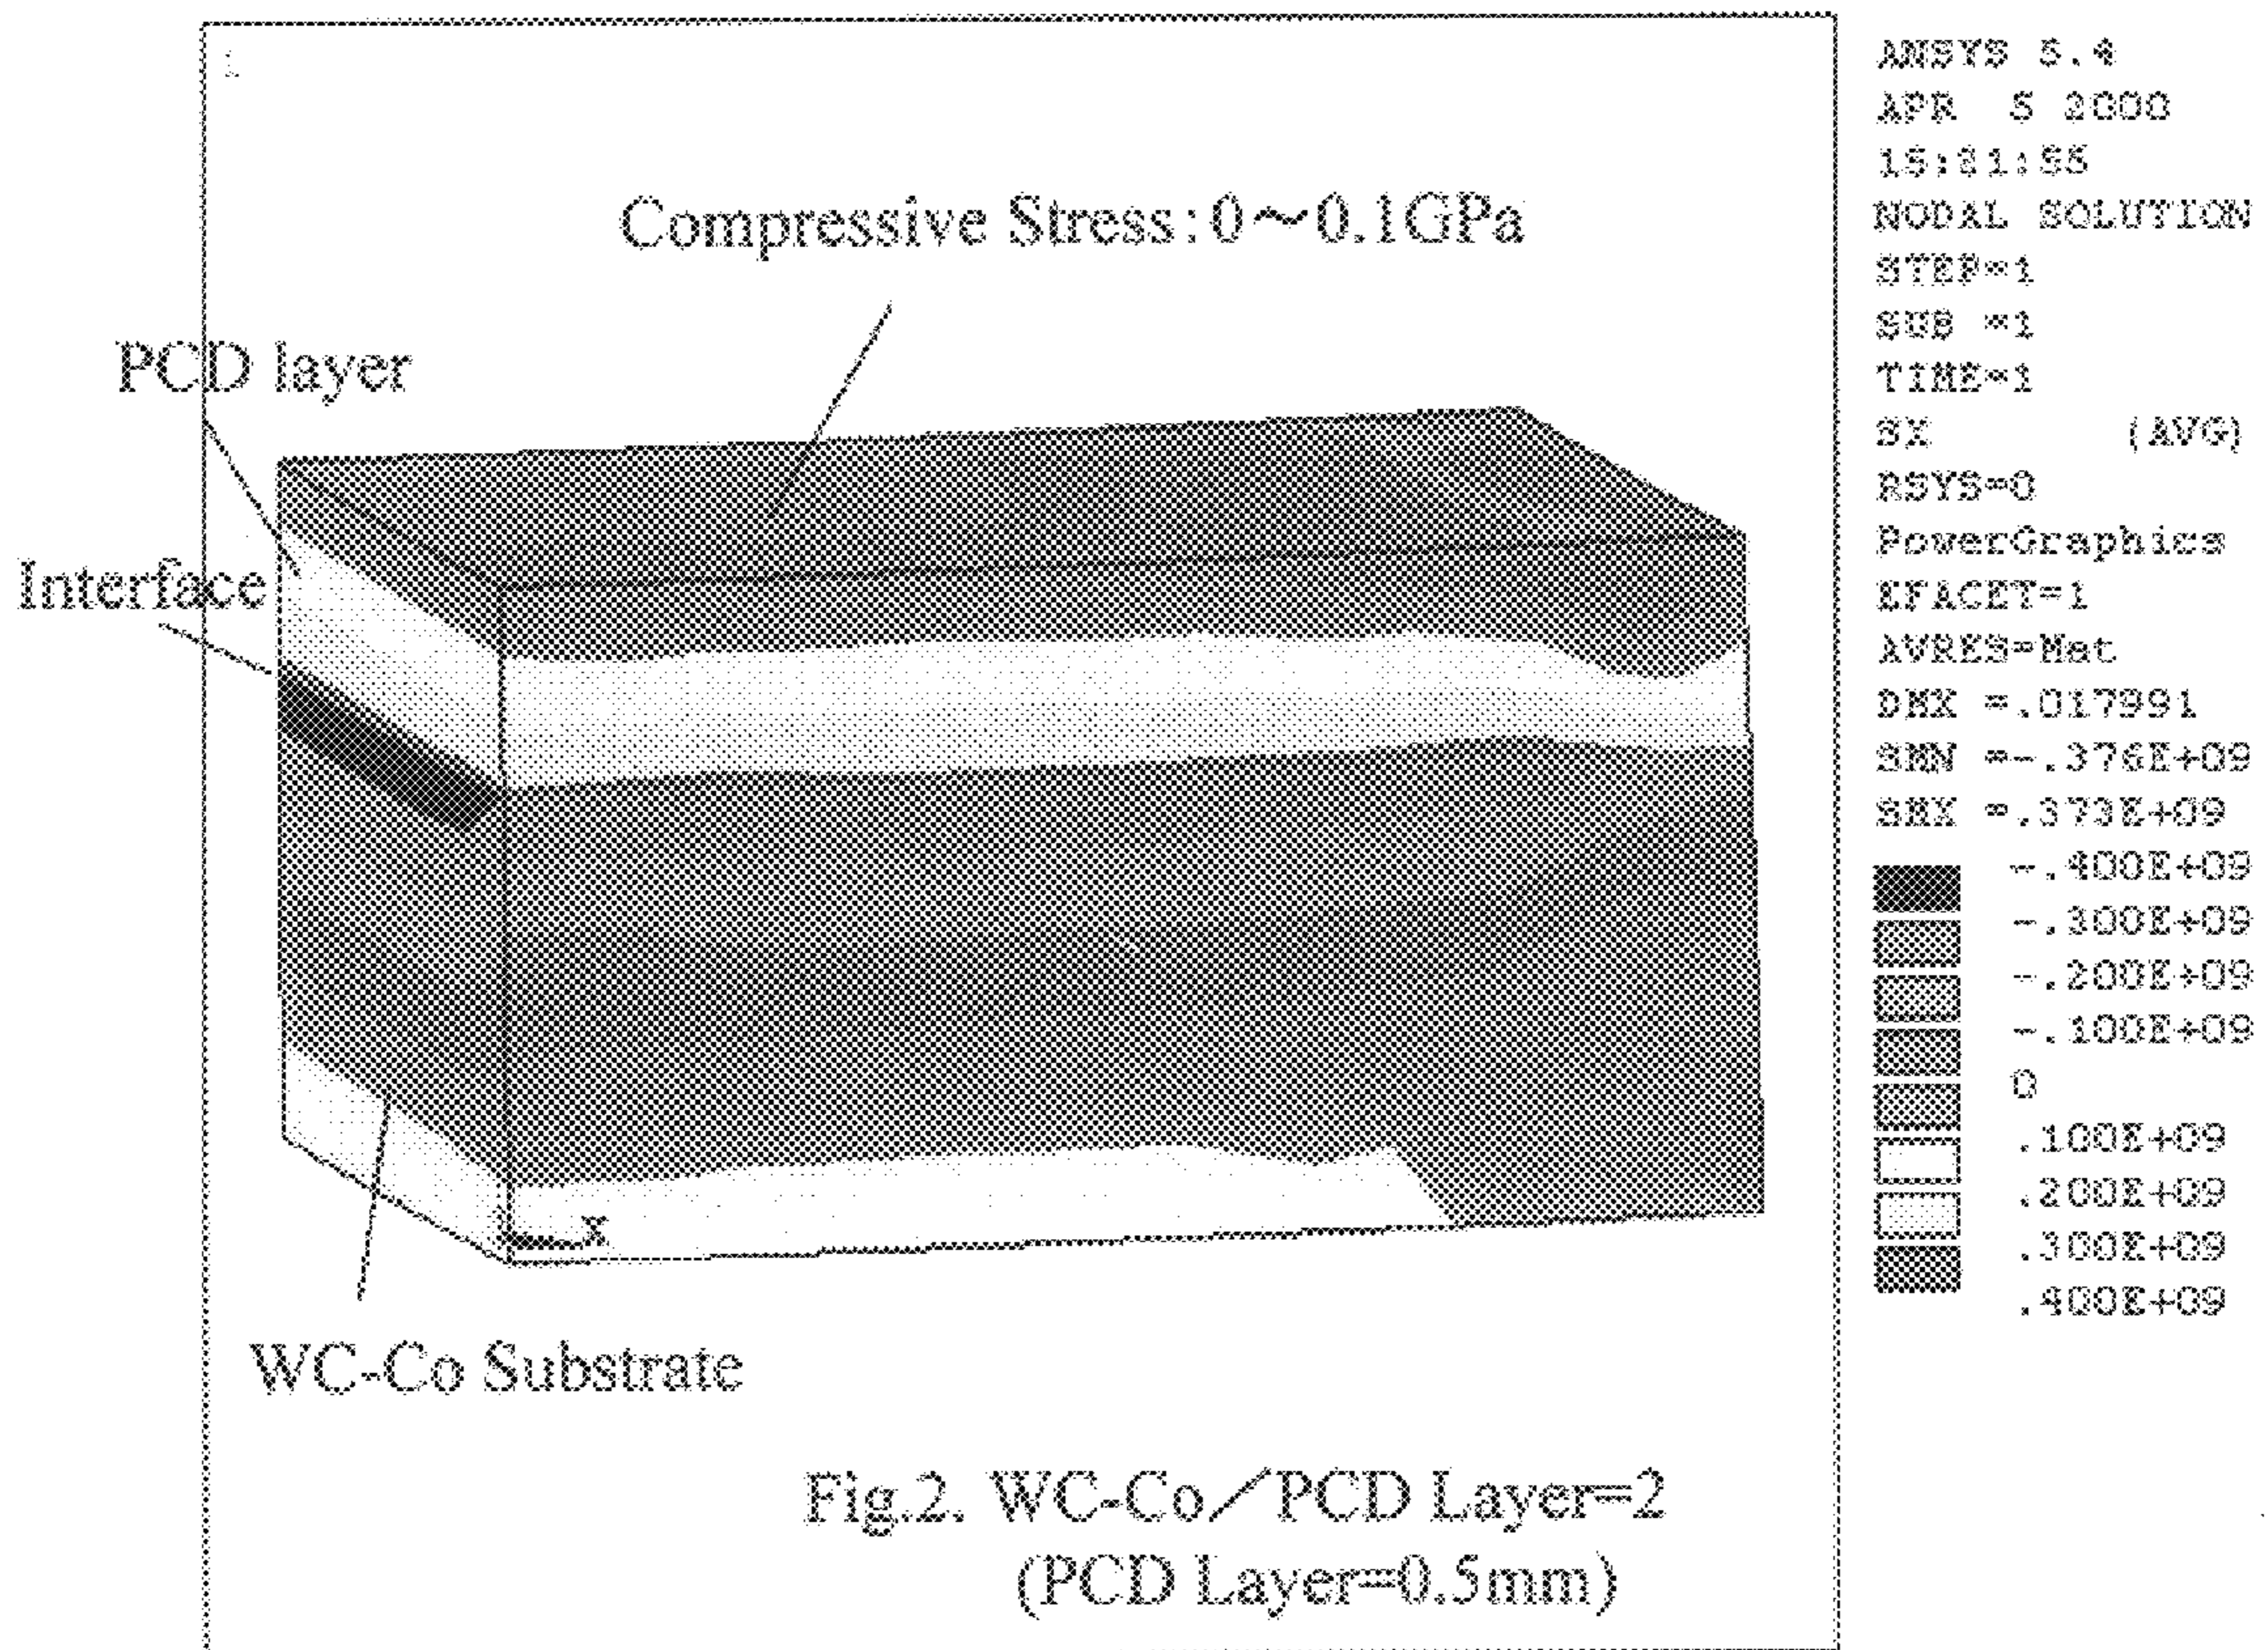 1
Compressive Stress:0～0.1GPa
PCD layer
Interface
X
WC-Co Substrate
Fig.2. WC-Co／PCD Layer=2
(PCD Layer=0.5mm)
ANSYS 5.4
APR 5 2000
15:21:55
NODAL SOLUTION
STEP=1
SUB =1
TIME=1
SX (AVG)
RSYS=0
PowerGraphics
EFACET=1
AVRES=Mat
DMX =.017991
SMN =-.376E+09
SMX =.373E+09
-.400E+09
-.300E+09
-.200E+09
-.100E+09
0
.100E+09
.200E+09
.300E+09
.400E+09